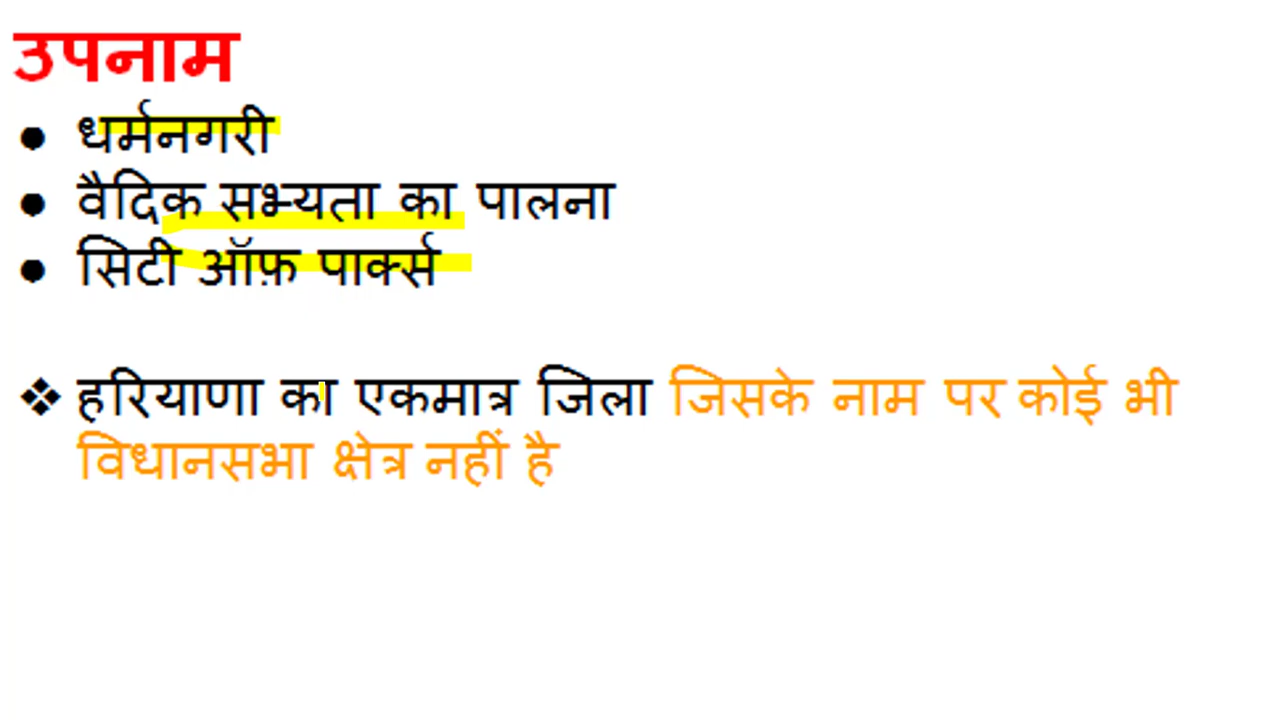 उपनाम
● धर्मनगरी
● वैदिक सभ्यता का पालना
● सिटी ऑफ़ पार्क्स
❖ हरियाणा का एकमात्र जिला जिसके नाम पर कोई भी
विधानसभा क्षेत्र नहीं है